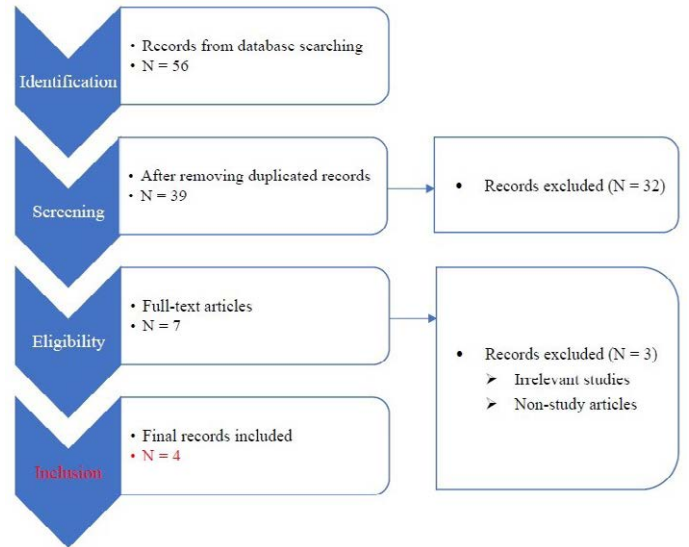 Identification
• Records from database searching
• N = 56
Screening
• After removing duplicated records
• N = 39
• Records excluded (N = 32)
Eligibility
• Full-text articles
• N = 7
• Records excluded (N = 3)
➤ Irrelevant studies
➤ Non-study articles
Inclusion
• Final records included
• N = 4